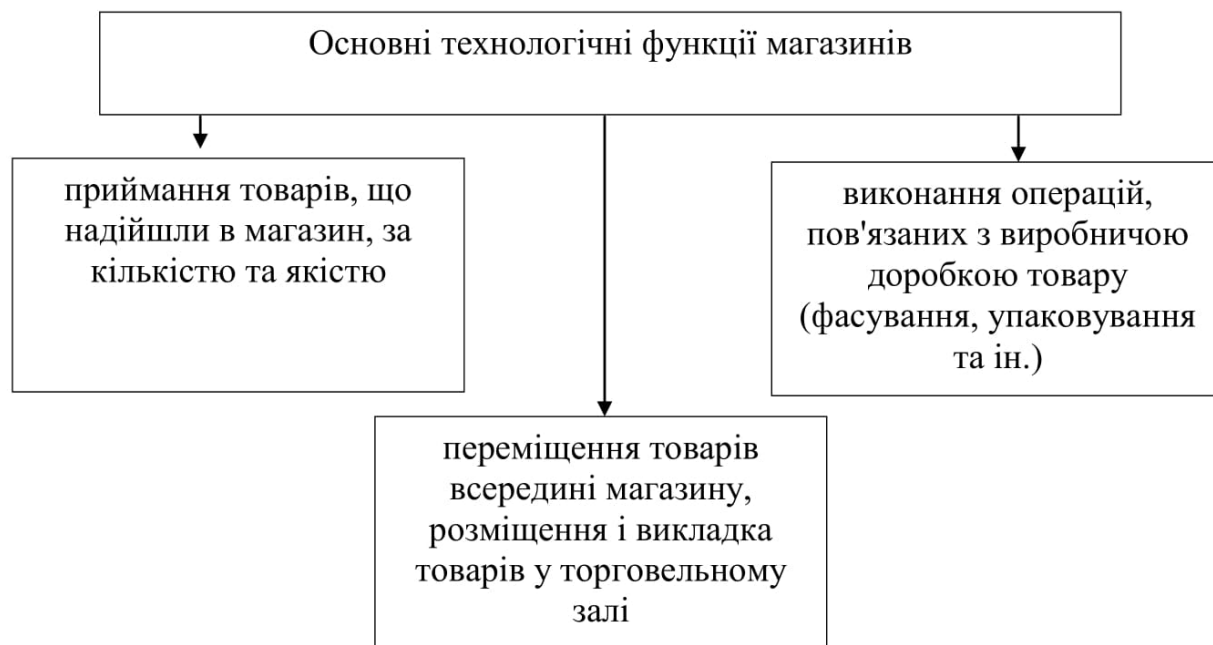 Основні технологічні функції магазинів
приймання товарів, що
надійшли в магазин, за
кількістю та якістю
виконання операцій,
пов'язаних з виробничою
доробкою товару
(фасування, упаковування
та ін.)
переміщення товарів
всередині магазину,
розміщення і викладка
товарів у торговельному
залі